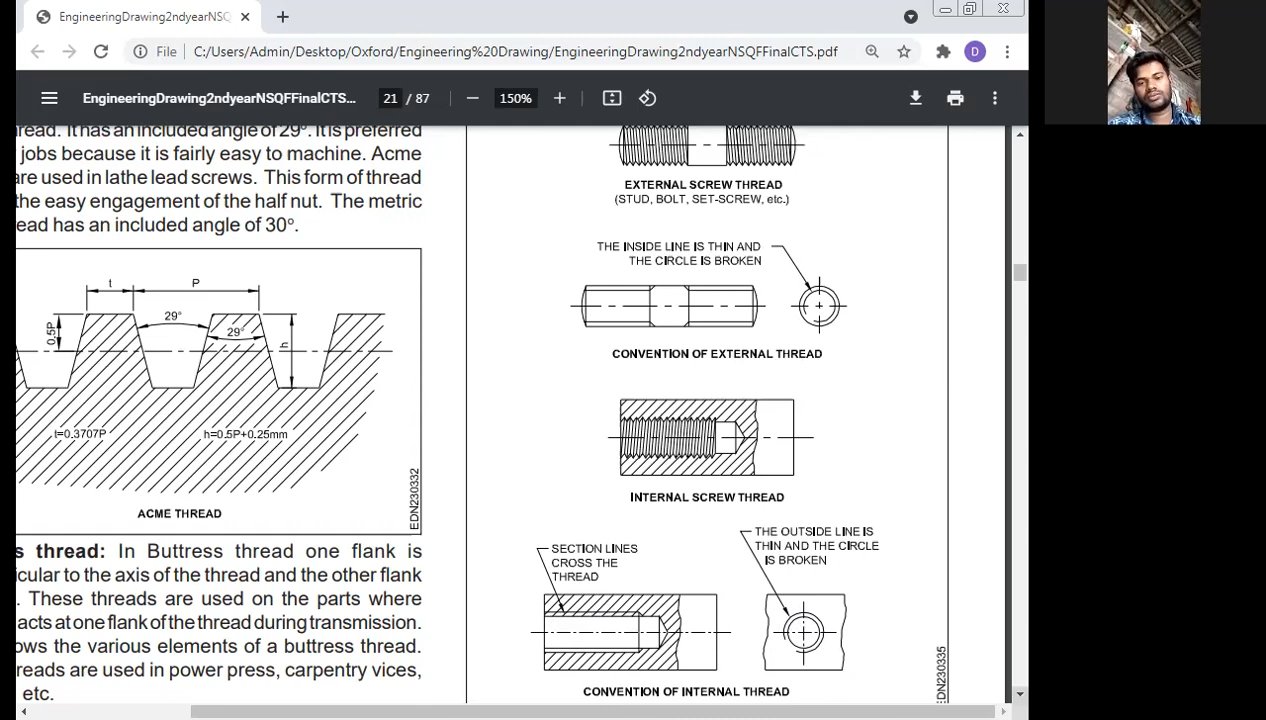 EngineeringDrawing2ndyearNSQ
File
C:/Users/Admin/Desktop/Oxford/Engineering%20Drawing/EngineeringDrawing2ndyearNSQFFinalCTS.pdf
D
EngineeringDrawing2ndyearNSQFFinalCTS...
21 / 87
150%
hread. It has an included angle of 29°. It is preferred
jobs because it is fairly easy to machine. Acme
are used in lathe lead screws. This form of thread
the easy engagement of the half nut. The metric
ead has an included angle of 30°.
t
P
29°
29°
0.5P
h
t=0.3707P
h=0.5P+0.25mm
EDN230332
ACME THREAD
s thread: In Buttress thread one flank is
icular to the axis of the thread and the other flank
. These threads are used on the parts where
acts at one flank of the thread during transmission.
ows the various elements of a buttress thread.
reads are used in power press, carpentry vices,
etc.
EXTERNAL SCREW THREAD
(STUD, BOLT, SET-SCREW, etc.)
THE INSIDE LINE IS THIN AND
THE CIRCLE IS BROKEN
CONVENTION OF EXTERNAL THREAD
INTERNAL SCREW THREAD
SECTION LINES
CROSS THE
THREAD
THE OUTSIDE LINE IS
THIN AND THE CIRCLE
IS BROKEN
CONVENTION OF INTERNAL THREAD
EDN230335